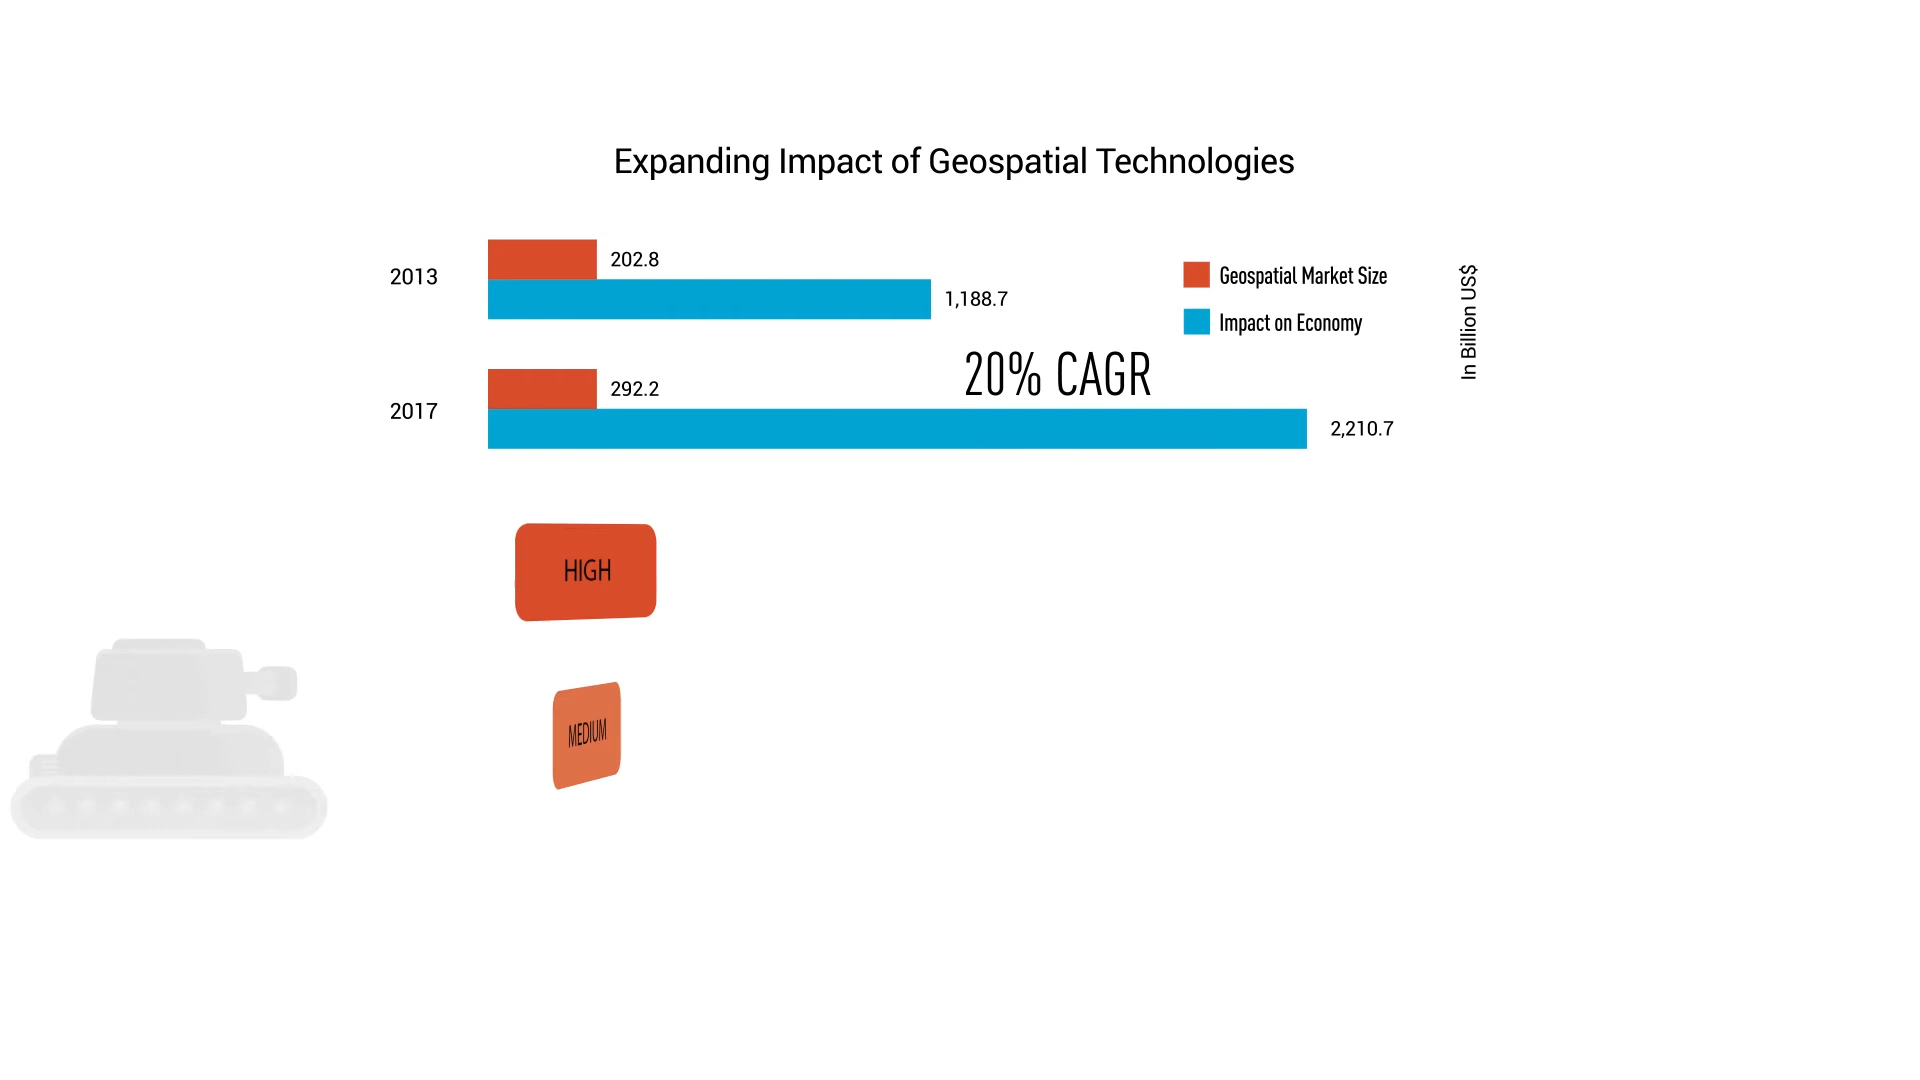 Expanding Impact of Geospatial Technologies
2013
202.8
1,188.7
Geospatial Market Size
Impact on Economy
In Billion US$
20% CAGR
2017
292.2
2,210.7
HIGH
MEDIUM